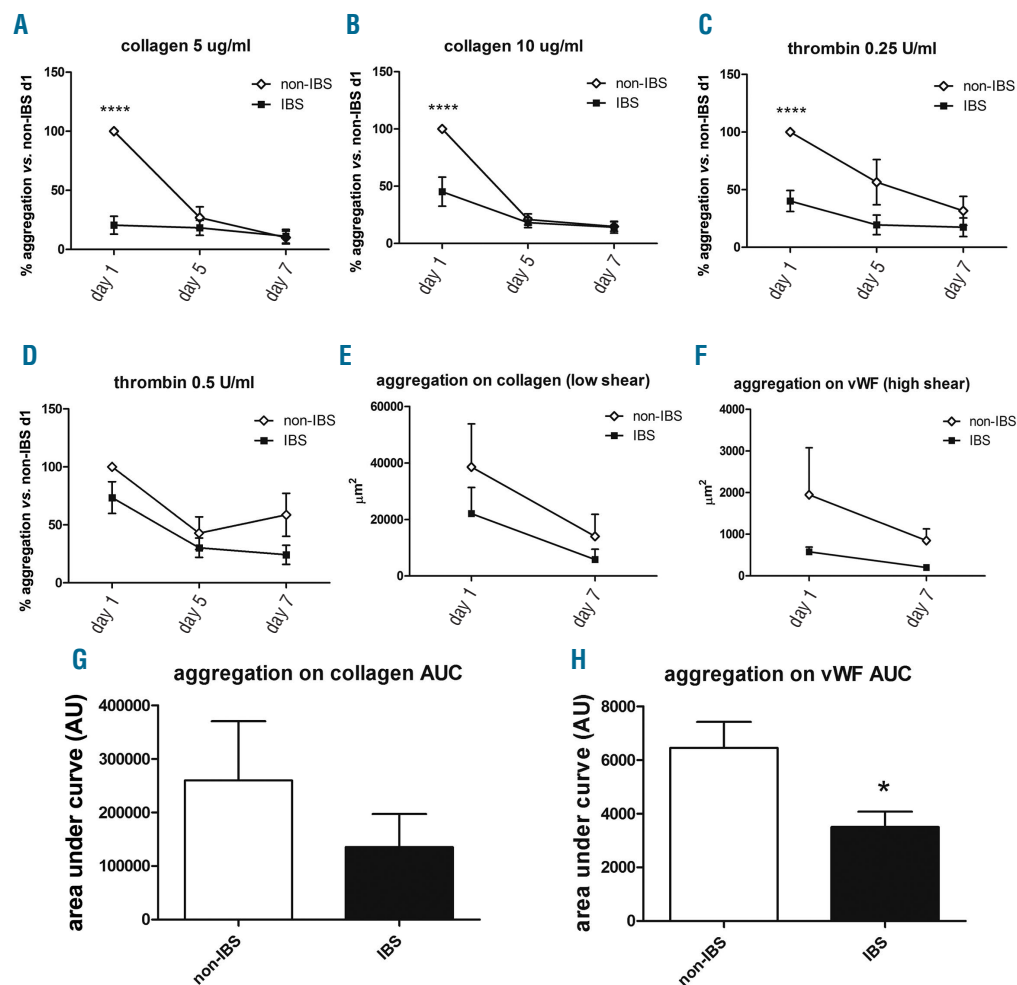 A
collagen 5 ug/ml
% aggregation vs. non-IBS d1
150
100
50
0
****
non-IBS
IBS
day 1
day 5
day 7
B
collagen 10 ug/ml
% aggregation vs. non-IBS d1
150
100
50
0
****
non-IBS
IBS
day 1
day 5
day 7
C
thrombin 0.25 U/ml
% aggregation vs. non-IBS d1
150
100
50
0
****
non-IBS
IBS
day 1
day 5
day 7
D
thrombin 0.5 U/ml
% aggregation vs. non-IBS d1
150
100
50
0
non-IBS
IBS
day 1
day 5
day 7
E
aggregation on collagen (low shear)
μm²
60000
40000
20000
0
non-IBS
IBS
day 1
day 7
F
aggregation on vWF (high shear)
μm²
4000
3000
2000
1000
0
non-IBS
IBS
day 1
day 7
G
aggregation on collagen AUC
area under curve (AU)
400000
300000
200000
100000
0
non-IBS
IBS
H
aggregation on vWF AUC
area under curve (AU)
8000
6000
4000
2000
0
*
non-IBS
IBS